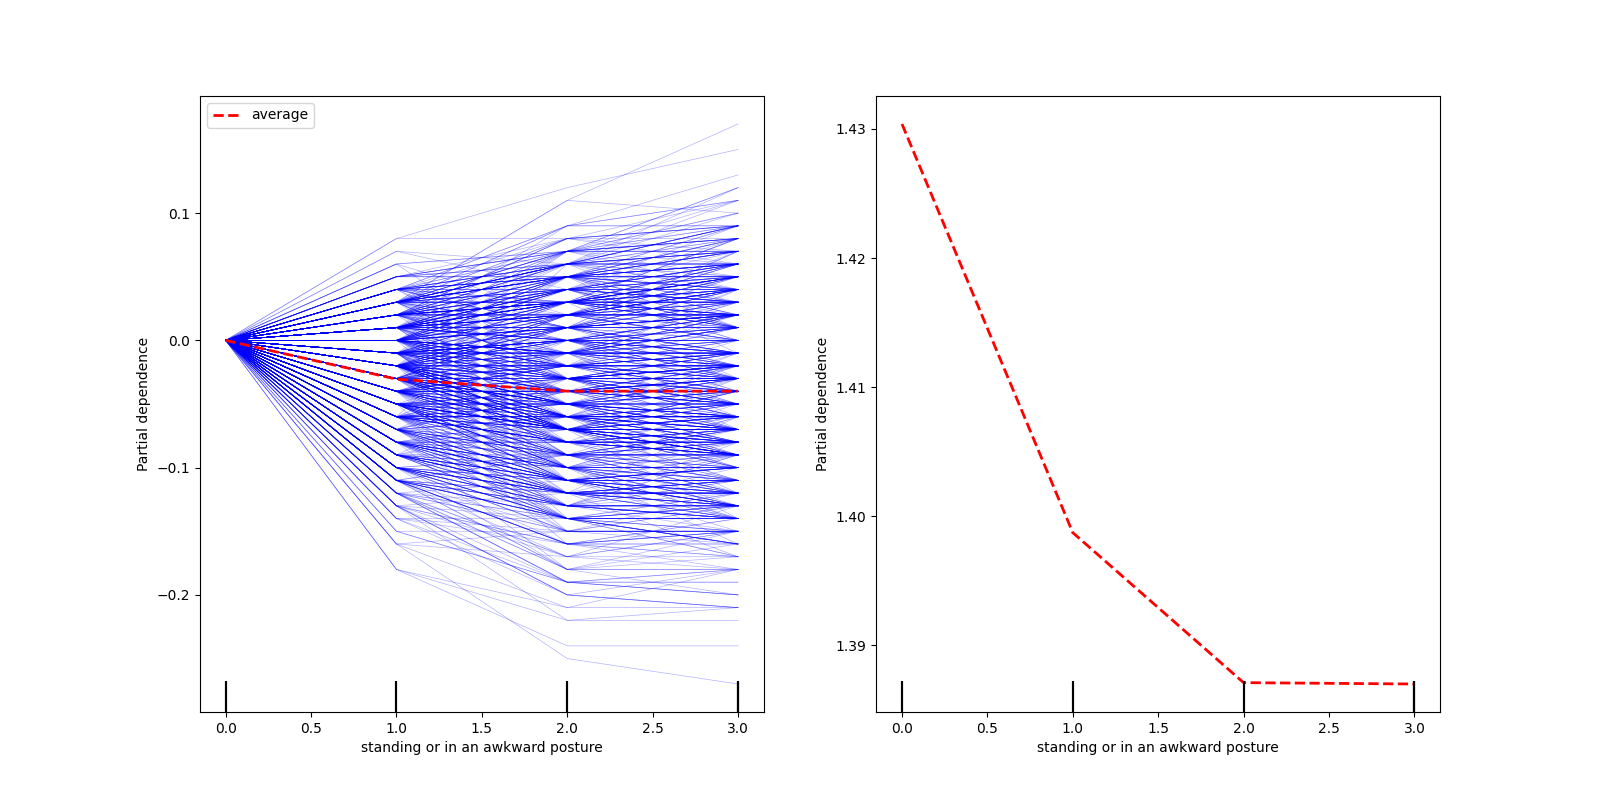 average
0.1
0.0
−0.1
−0.2
Partial dependence
0.0 0.5 1.0 1.5 2.0 2.5 3.0
standing or in an awkward posture
1.43
1.42
1.41
1.40
1.39
Partial dependence
0.0 0.5 1.0 1.5 2.0 2.5 3.0
standing or in an awkward posture